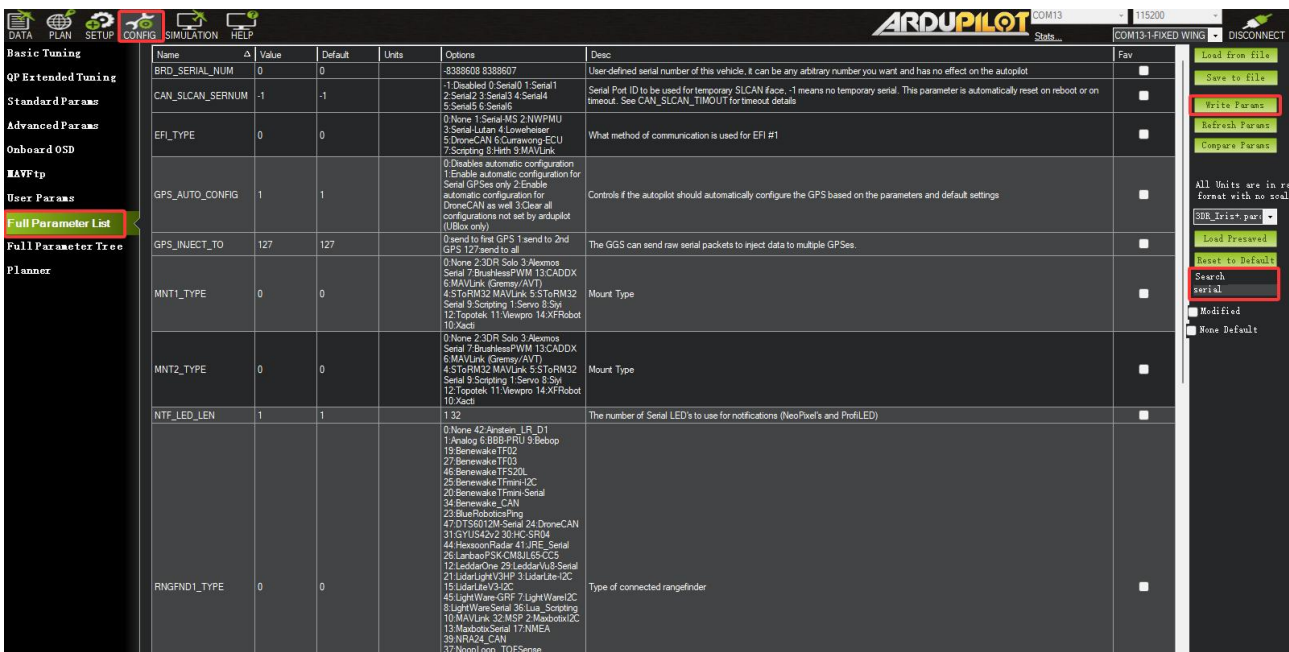 DATA PLAN SETUP CONFIG SIMULATION HELP
ARDUPILOT
COM13 115200
Stats...
COM13-1-FIXED WING DISCONNECT
Basic Tuning
QP Extended Tuning
Standard Params
Advanced Params
Onboard OSD
MAVFtp
User Params
Full Parameter List
Full Parameter Tree
Planner
Name Value Default Units Options Desc Fav
BRD_SERIAL_NUM 0 0 -8388608 8388607 User-defined serial number of this vehicle, it can be any arbitrary number you want and has no effect on the autopilot
CAN_SLCAN_SERNUM -1 -1
-1:Disabled 0:Serial0 1:Serial1
2:Serial2 3:Serial3 4:Serial4
5:Serial5 6:Serial6
Serial Port ID to be used for temporary SLCAN iface, -1 means no temporary serial. This parameter is automatically reset on reboot or on
timeout. See CAN_SLCAN_TIMOUT for timeout details
EFI_TYPE 0 0
0:None 1:Serial-MS 2:NWPMU
3:Serial-Lutan 4:Loweheiser
5:DroneCAN 6:Currawong-ECU
7:Scripting 8:Hirth 9:MAVLink
What method of communication is used for EFI #1
GPS_AUTO_CONFIG 1 1
0:Disables automatic configuration
1:Enable automatic configuration for
Serial GPSes only 2:Enable
automatic configuration for
DroneCAN as well 3:Clear all
configurations not set by ardupilot
(UBlox only)
Controls if the autopilot should automatically configure the GPS based on the parameters and default settings
GPS_INJECT_TO 127 127
0:send to first GPS 1:send to 2nd
GPS 127:send to all
The GGS can send raw serial packets to inject data to multiple GPSes.
MNT1_TYPE 0 0
0:None 2:3DR Solo 3:Alexmos
Serial 7:BrushlessPWM 13:CADDX
6:MAVLink (Gremsy/AVT)
4:SToRM32 MAVLink 5:SToRM32
Serial 9:Scripting 1:Servo 8:Siyi
12:Topotek 11:Viewpro 14:XFRobot
10:Xacti
Mount Type
MNT2_TYPE 0 0
0:None 2:3DR Solo 3:Alexmos
Serial 7:BrushlessPWM 13:CADDX
6:MAVLink (Gremsy/AVT)
4:SToRM32 MAVLink 5:SToRM32
Serial 9:Scripting 1:Servo 8:Siyi
12:Topotek 11:Viewpro 14:XFRobot
10:Xacti
Mount Type
NTF_LED_LEN 1 1 1 32 The number of Serial LED's to use for notifications (NeoPixel's and ProfiLED)
RNGFND1_TYPE 0 0
0:None 42:Ainstein_LR_D1
1:Analog 6:BBB-PRU 9:Bebop
19:BenewakeTF02
27:BenewakeTF03
46:BenewakeTFS20L
25:BenewakeTFmini-I2C
20:BenewakeTFmini-Serial
34:Benewake_CAN
23:BlueRoboticsPing
47:DTS6012M-Serial 24:DroneCAN
31:GYUS42v2 30:HC-SR04
44:HexsoonRadar 41:JRE_Serial
26:LanbaoPSK-CM8JL65-CC5
12:LeddarOne 29:LeddarVu8-Serial
21:LidarLightV3HP 3:LidarLite-I2C
15:LidarLiteV3-I2C
45:LightWare-GRF 7:LightWareI2C
8:LightWareSerial 36:Lua_Scripting
10:MAVLink 32:MSP 2:MaxbotixI2C
13:MaxbotixSerial 17:NMEA
39:NRA24_CAN
37:NoopLoop_TOFSense
Type of connected rangefinder
Load from file
Save to file
Write Params
Refresh Params
Compare Params
All Units are in r
format with no scal
3DR_Iris+.par
Load Presaved
Reset to Default
Search
serial
Modified
None Default